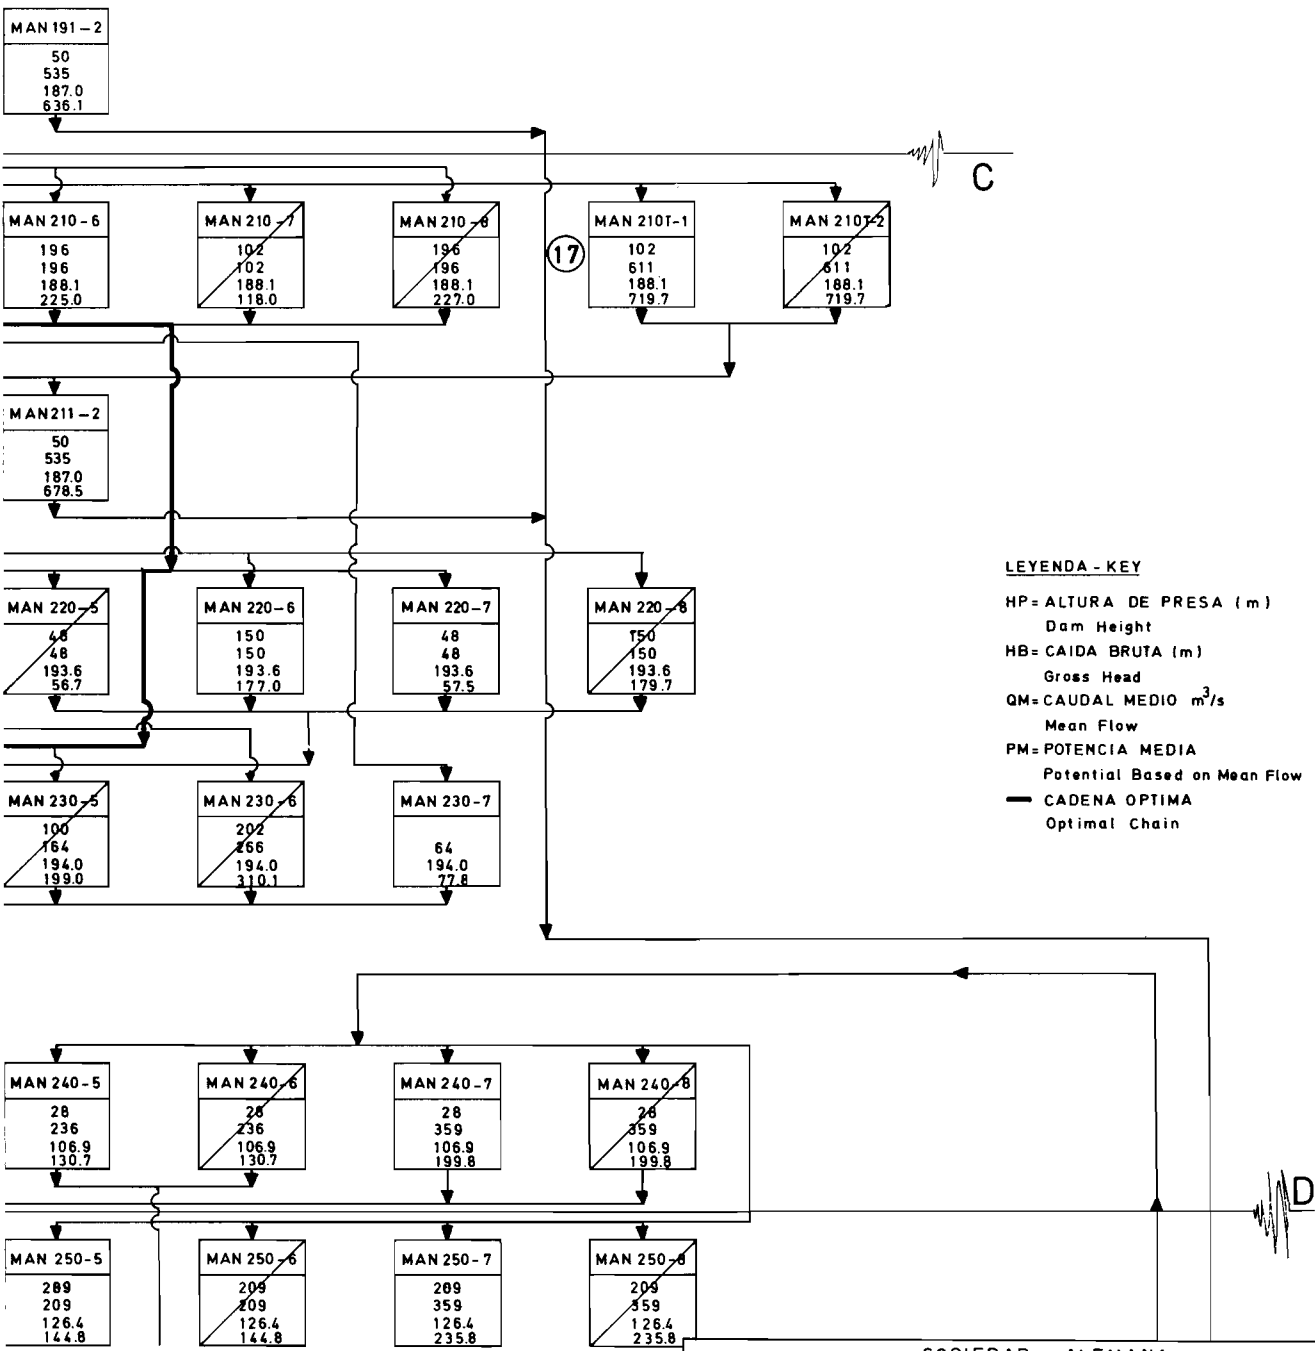 MAN 191-2
50
535
187.0
636.1
C
MAN 210-6
196
196
188.1
225.0
MAN 210-7
102
102
188.1
118.0
MAN 210-8
196
196
188.1
227.0
17
MAN 210T-1
102
611
188.1
719.7
MAN 210T-2
102
611
188.1
719.7
MAN 211-2
50
535
187.0
678.5
MAN 220-5
48
48
193.6
56.7
MAN 220-6
150
150
193.6
177.0
MAN 220-7
48
48
193.6
57.5
MAN 220-8
150
150
193.6
179.7
LEYENDA - KEY
HP= ALTURA DE PRESA (m)
Dam Height
HB= CAIDA BRUTA (m)
Gross Head
QM= CAUDAL MEDIO m³/s
Mean Flow
PM= POTENCIA MEDIA
Potential Based on Mean Flow
CADENA OPTIMA
Optimal Chain
MAN 230-5
100
164
194.0
199.0
MAN 230-6
202
266
194.0
310.1
MAN 230-7
64
194.0
77.8
MAN 240-5
28
236
106.9
130.7
MAN 240-6
28
236
106.9
130.7
MAN 240-7
28
359
106.9
199.8
MAN 240-8
28
359
106.9
199.8
D
MAN 250-5
209
209
126.4
144.8
MAN 250-6
209
209
126.4
144.8
MAN 250-7
209
359
126.4
235.8
MAN 250-8
209
359
126.4
235.8
SOCIEDAD ALEMANA